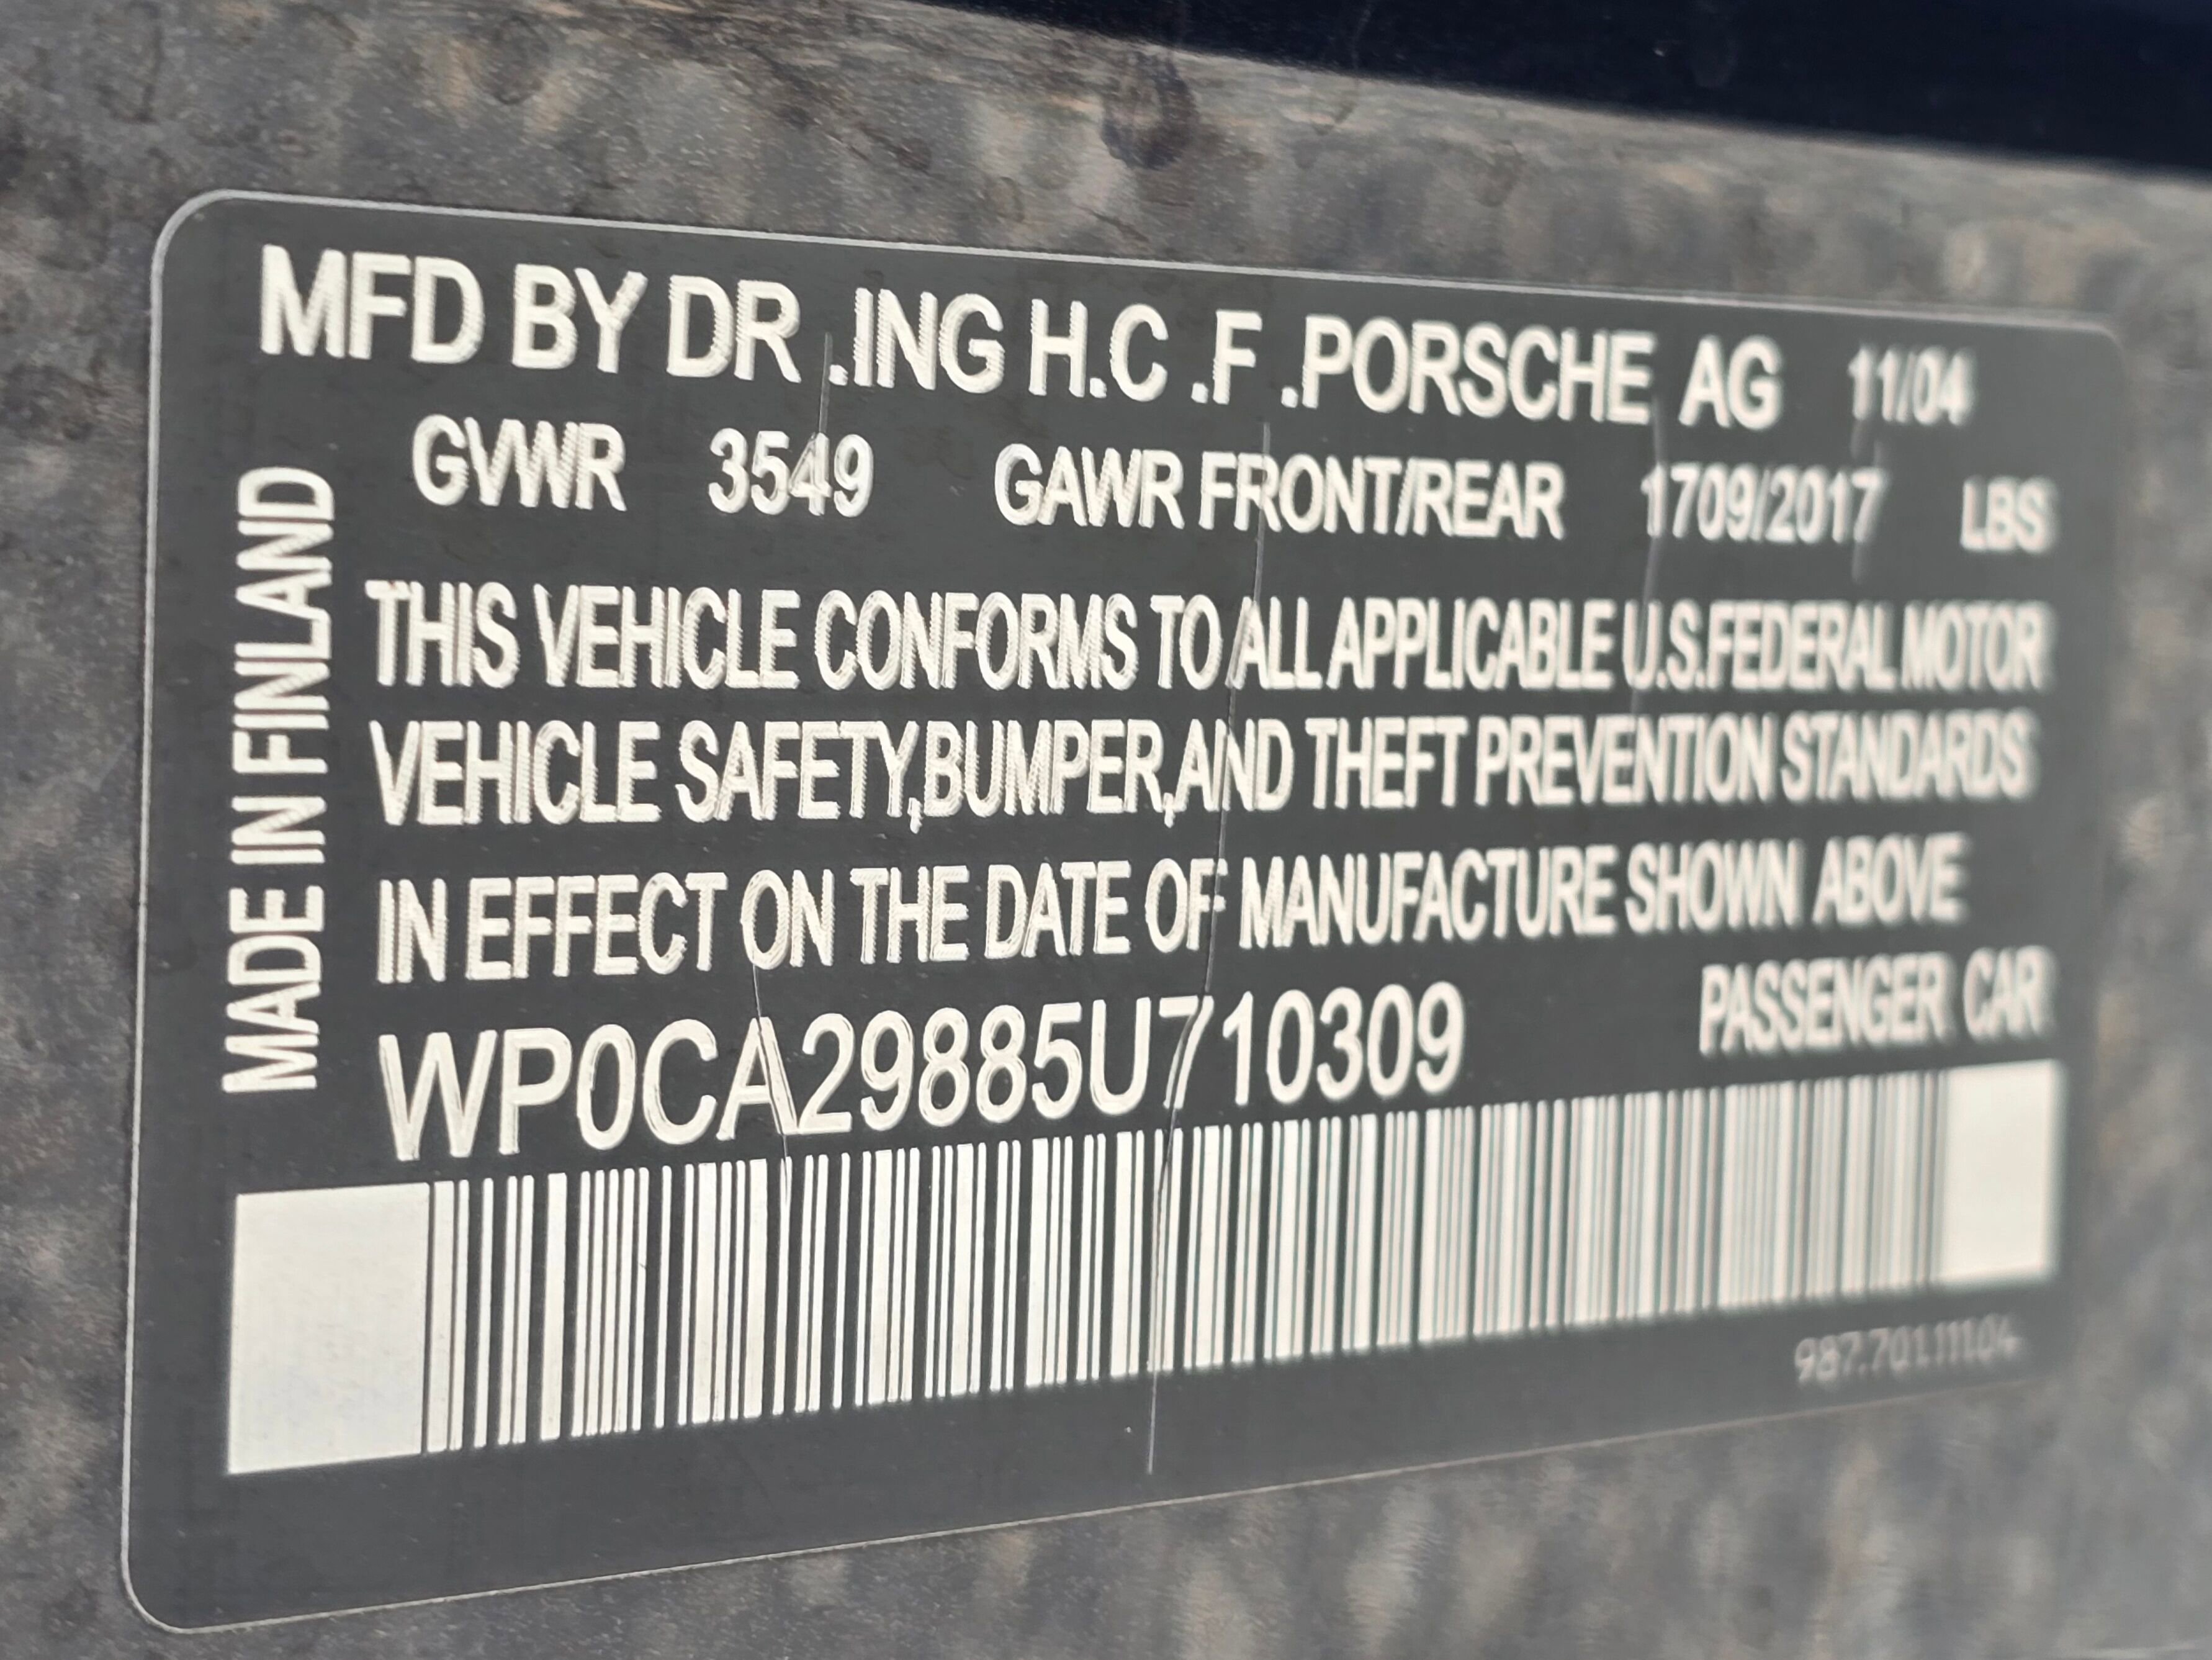 MFD BY DR .ING H.C .F .PORSCHE AG 11/04
GVWR 3549 GAWR FRONT/REAR 1709/2017 LBS
MADE IN FINLAND
THIS VEHICLE CONFORMS TO ALL APPLICABLE U.S.FEDERAL MOTOR
VEHICLE SAFETY,BUMPER,AND THEFT PREVENTION STANDARDS
IN EFFECT ON THE DATE OF MANUFACTURE SHOWN ABOVE
WP0CA29885U710309 PASSENGER CAR
987.701.111.04